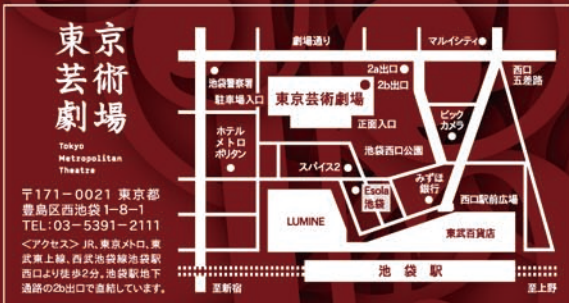 東京
芸術
劇場
Tokyo
Metropolitan
Theatre
〒171-0021 東京都
豊島区西池袋1-8-1
TEL:03-5391-2111
<アクセス> JR、東京メトロ、東
武東上線、西武池袋線池袋駅
西口より徒歩2分。池袋駅地下
通路の2b出口で直結しています。
劇場通り
マルイシティ
池袋警察署
2a出口
西口
五差路
駐車場入口
東京芸術劇場
2b出口
正面入口
ビック
カメラ
ホテル
メトロ
ポリタン
池袋西口公園
スパイス2
Esola
池袋
みずほ
銀行
西口駅前広場
LUMINE
東武百貨店
池袋駅
至新宿
至上野